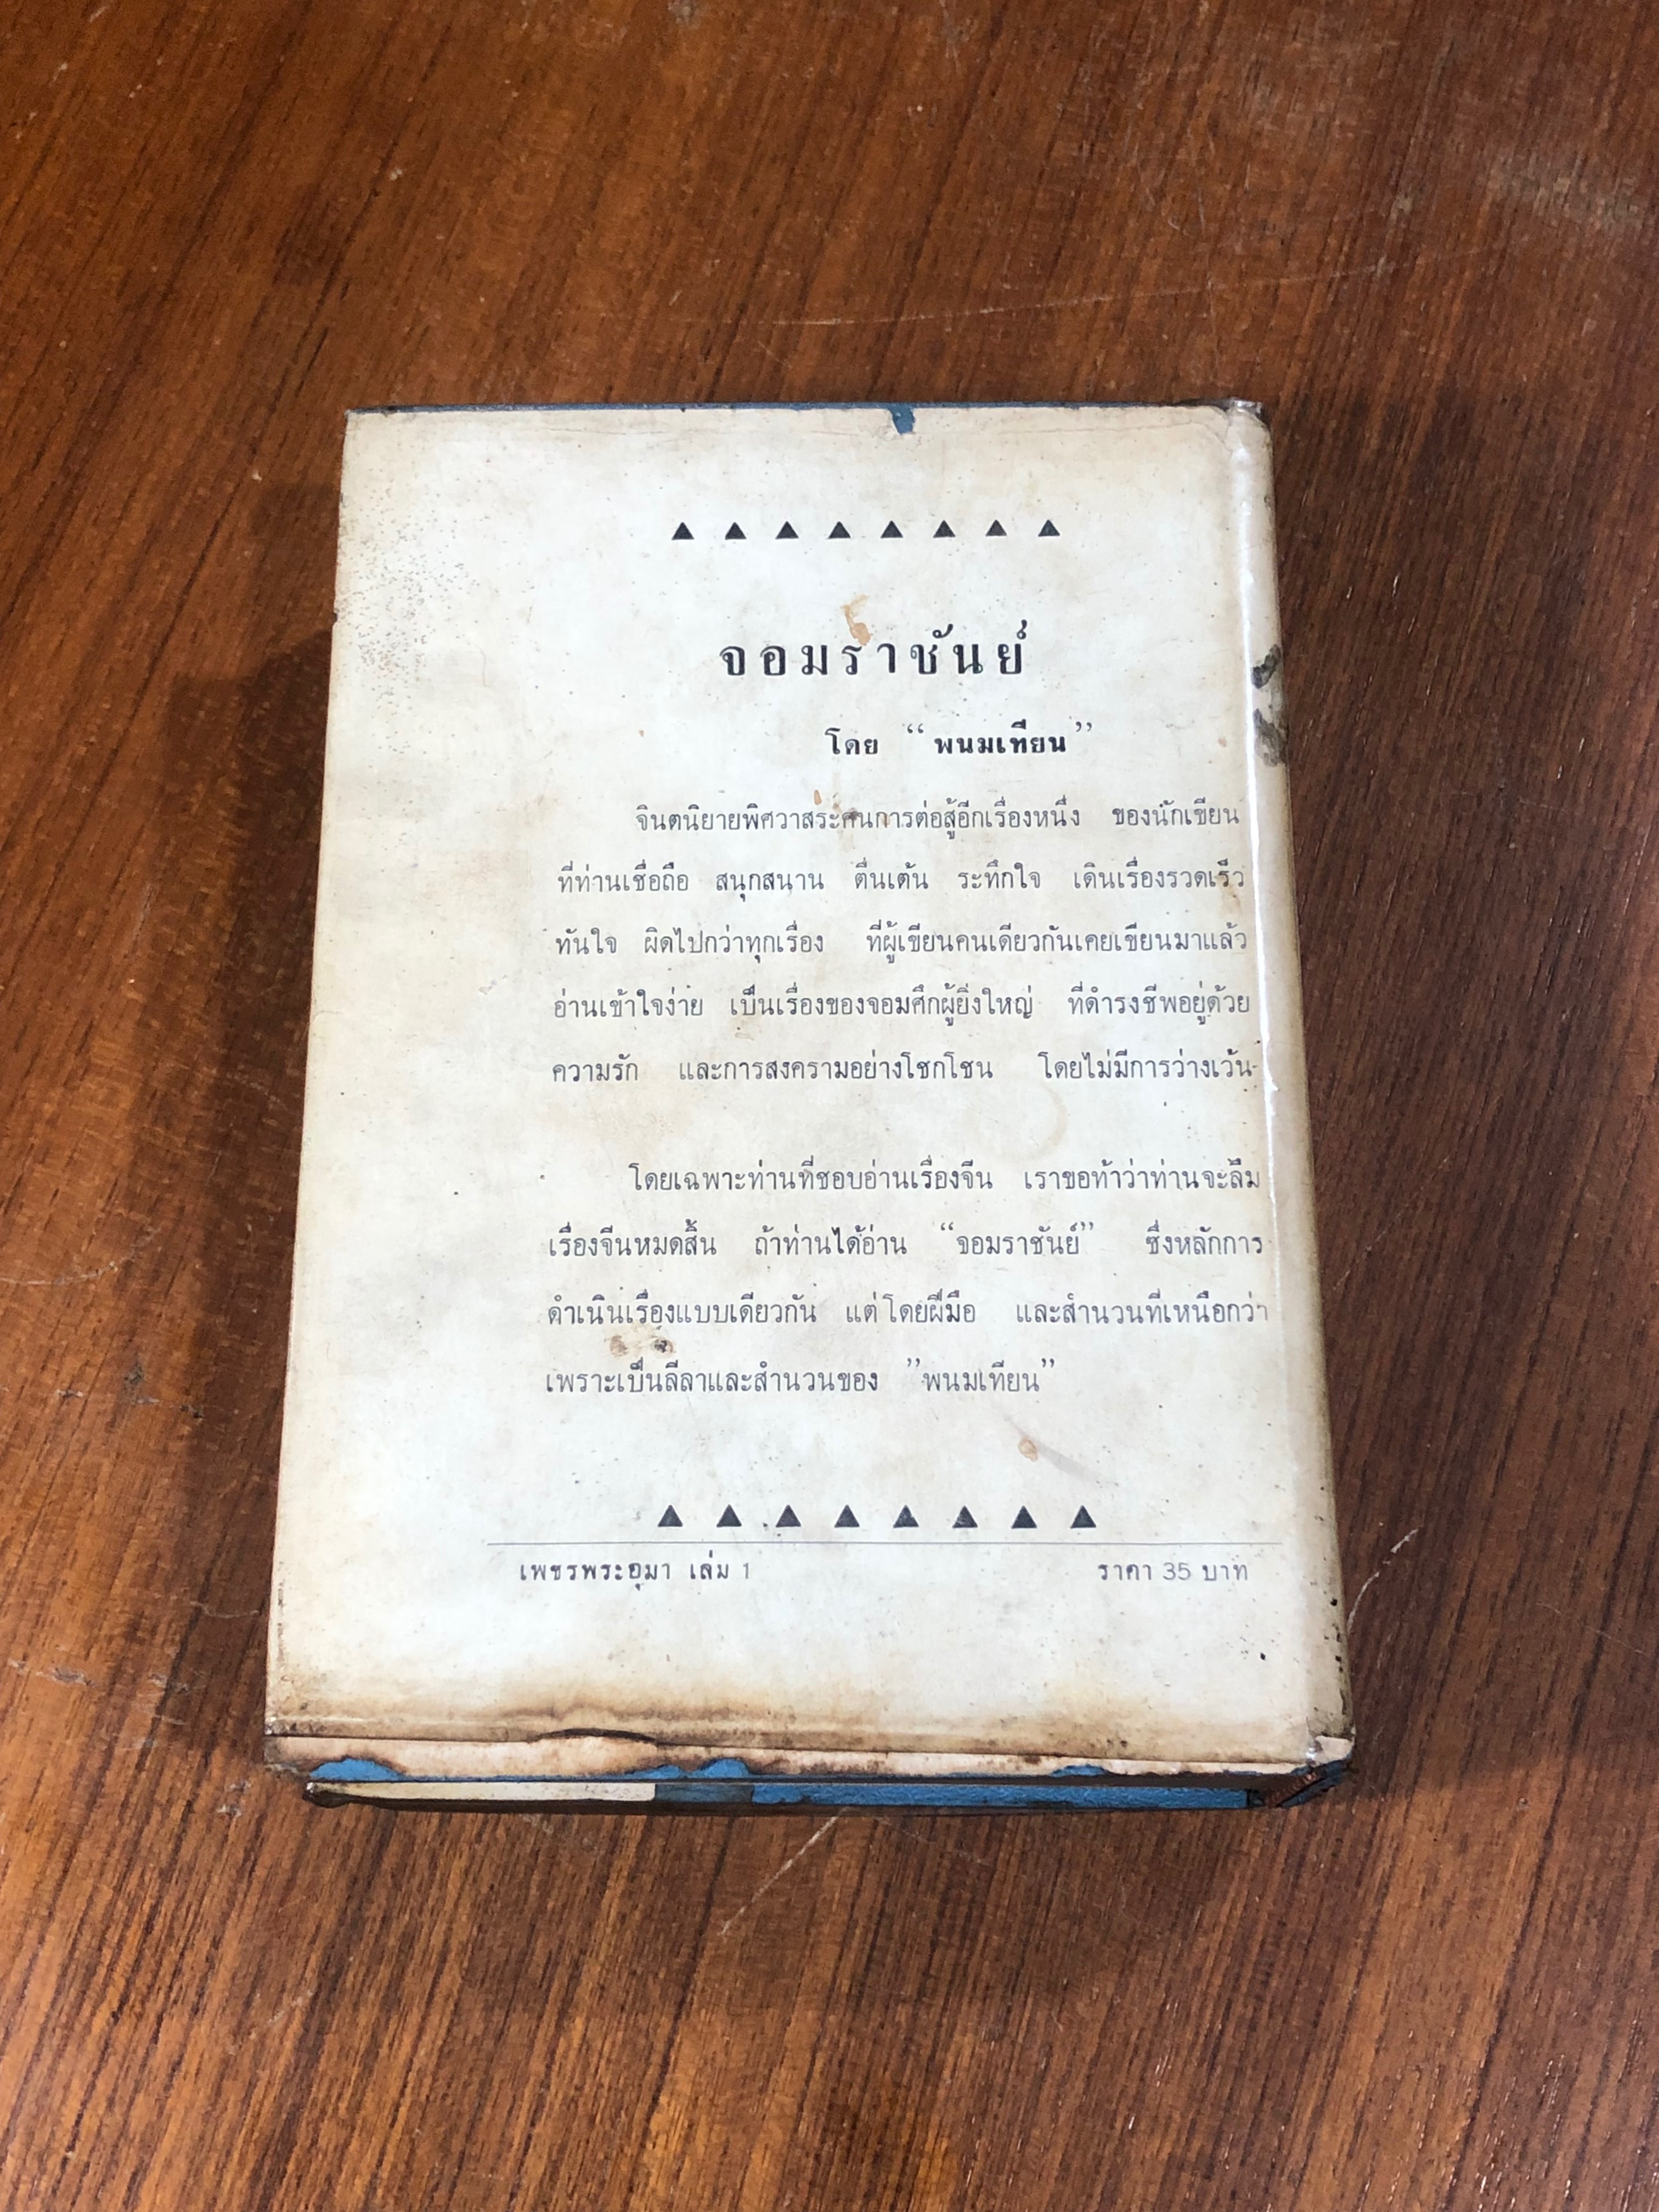 จอมราชันย์
โดย “พนมเทียน”
จินตนิยายพิศวาสระคนการต่อสู้อีกเรื่องหนึ่ง ของนักเขียน
ที่ท่านเชื่อถือ สนุกสนาน ตื่นเต้น ระทึกใจ เดินเรื่องรวดเร็ว
ทันใจ ผิดไปกว่าทุกเรื่อง ที่ผู้เขียนคนเดียวกันเคยเขียนมาแล้ว
อ่านเข้าใจง่าย เป็นเรื่องของจอมศึกผู้ยิ่งใหญ่ ที่ดำรงชีพอยู่ด้วย
ความรัก และการสงครามอย่างโชกโชน โดยไม่มีการว่างเว้น
โดยเฉพาะท่านที่ชอบอ่านเรื่องจีน เราขอท้าว่าท่านจะลืม
เรื่องจีนหมดสิ้น ถ้าท่านได้อ่าน “จอมราชันย์” ซึ่งหลักการ
ดำเนินเรื่องแบบเดียวกัน แต่โดยฝีมือ และสำนวนที่เหนือกว่า
เพราะเป็นลีลาและสำนวนของ ”พนมเทียน”
เพชรพระอุมา เล่ม 1 ราคา 35 บาท